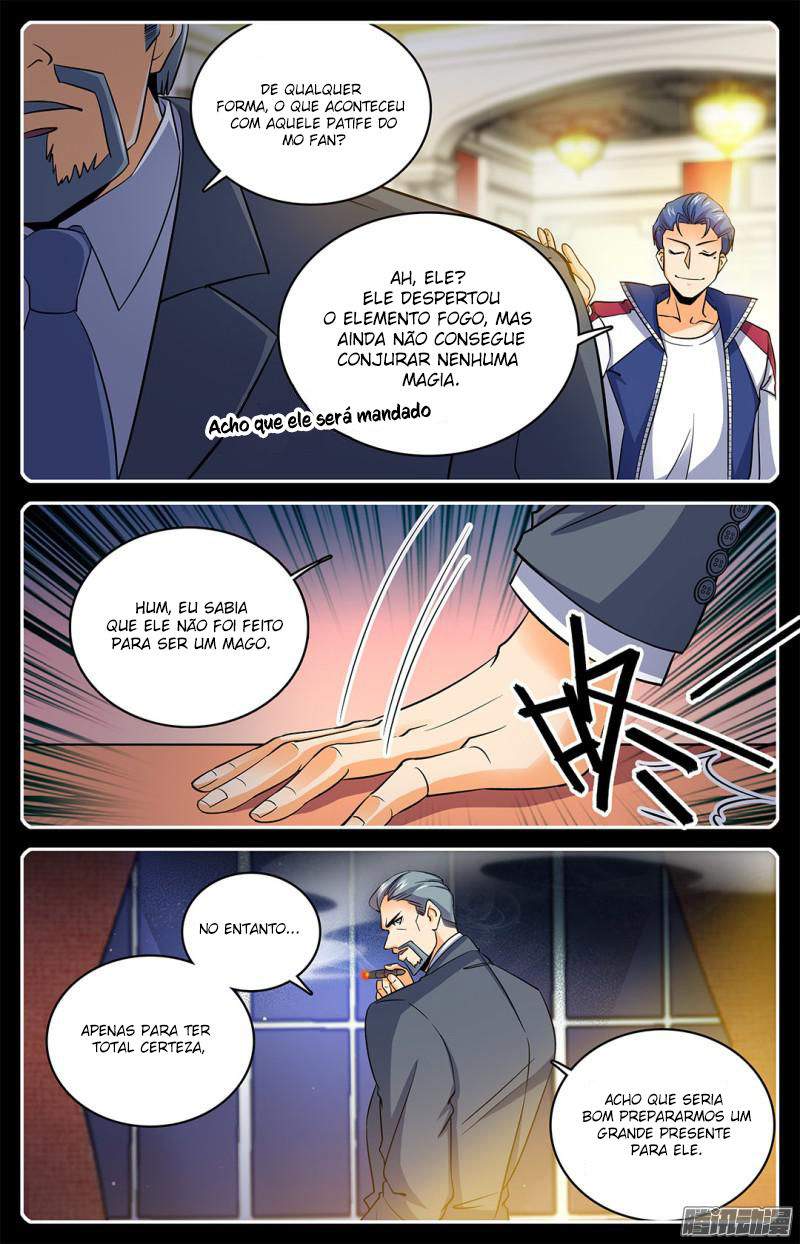 DE QUALQUER
FORMA, O QUE ACONTECEU
COM AQUELE PATIFE DO
MO FAN?
AH, ELE?
ELE DESPERTOU
O ELEMENTO FOGO, MAS
AINDA NÃO CONSEGUE
CONJURAR NENHUMA
MAGIA.
Acho que ele será mandado
HUM, EU SABIA
QUE ELE NÃO FOI FEITO
PARA SER UM MAGO.
NO ENTANTO...
APENAS PARA TER
TOTAL CERTEZA,
ACHO QUE SERIA
BOM PREPARARMOS UM
GRANDE PRESENTE
PARA ELE.
腾讯动漫